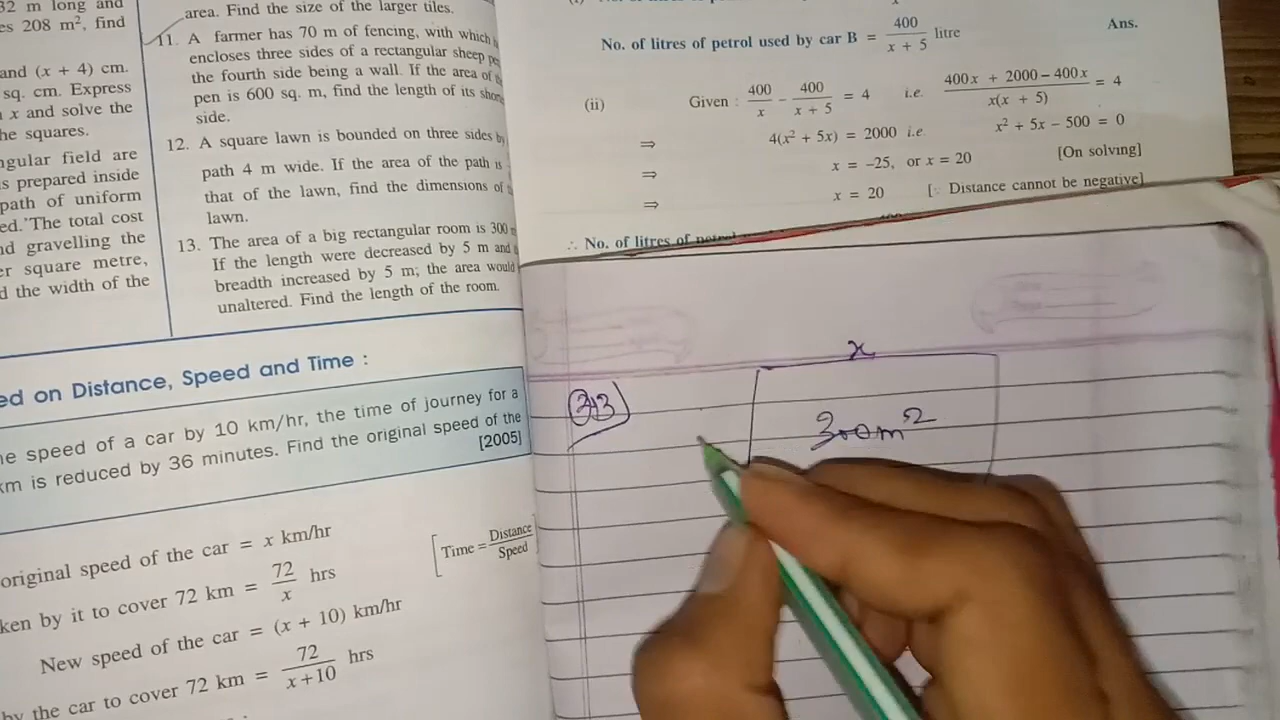 32 m long and
es 208 m², find
and (x + 4) cm.
sq. cm. Express
x and solve the
he squares.
ngular field are
is prepared inside
path of uniform
ed. The total cost
nd gravelling the
er square metre,
d the width of the
area. Find the size of the larger tiles.
11. A farmer has 70 m of fencing, with which
encloses three sides of a rectangular sheep
the fourth side being a wall. If the area of
pen is 600 sq. m, find the length of its
side.
12. A square lawn is bounded on three sides
path 4 m wide. If the area of the path is
that of the lawn, find the dimensions of
lawn.
13. The area of a big rectangular room is 300
If the length were decreased by 5 m and
breadth increased by 5 m; the area would
unaltered. Find the length of the room.
ed on Distance, Speed and Time :
he speed of a car by 10 km/hr, the time of journey for a
km is reduced by 36 minutes. Find the original speed of the
[2005]
original speed of the car = x km/hr
ken by it to cover 72 km = 72/x hrs
[Time = Distance/Speed]
New speed of the car = (x + 10) km/hr
by the car to cover 72 km = 72/x+10 hrs
No. of litres of petrol used by car B = 400/x + 5 litre Ans.
(ii) Given : 400/x - 400/x + 5 = 4 i.e. 400x + 2000 – 400x/x(x + 5) = 4
⇒ 4(x² + 5x) = 2000 i.e. x² + 5x – 500 = 0
⇒ x = –25, or x = 20 [On solving]
⇒ x = 20 [∵ Distance cannot be negative]
∴ No. of litres of petrol
x
300m²